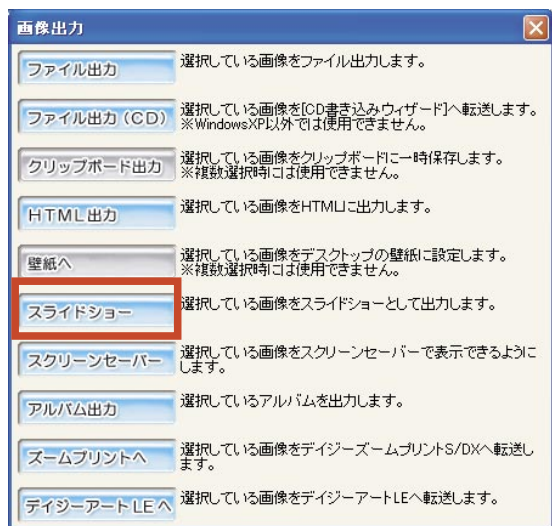 画像出力
ファイル出力
選択している画像をファイル出力します。
ファイル出力（CD）
選択している画像を[CD書き込みウィザード]へ転送します。
※WindowsXP以外では使用できません。
クリップボード出力
選択している画像をクリップボードに一時保存します。
※複数選択時には使用できません。
HTML出力
選択している画像をHTMLに出力します。
壁紙へ
選択している画像をデスクトップの壁紙に設定します。
※複数選択時には使用できません。
スライドショー
選択している画像をスライドショーとして出力します。
スクリーンセーバー
選択している画像をスクリーンセーバーで表示できるように
します。
アルバム出力
選択しているアルバムを出力します。
ズームプリントへ
選択している画像をデイジーズームプリントS/DXへ転送し
ます。
デイジーアートLEへ
選択している画像をデイジーアートLEへ転送します。